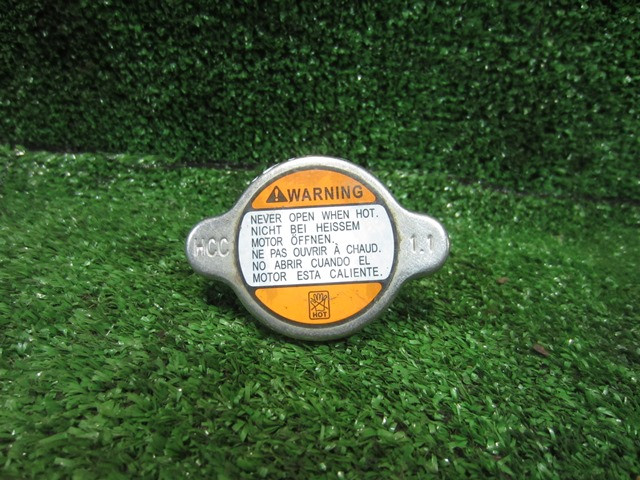 WARNING
NEVER OPEN WHEN HOT.
NICHT BEI HEISSEM
MOTOR ÖFFNEN.
NE PAS OUVRIR À CHAUD.
NO ABRIR CUANDO EL
MOTOR ESTA CALIENTE.
HCC
1.1
HOT